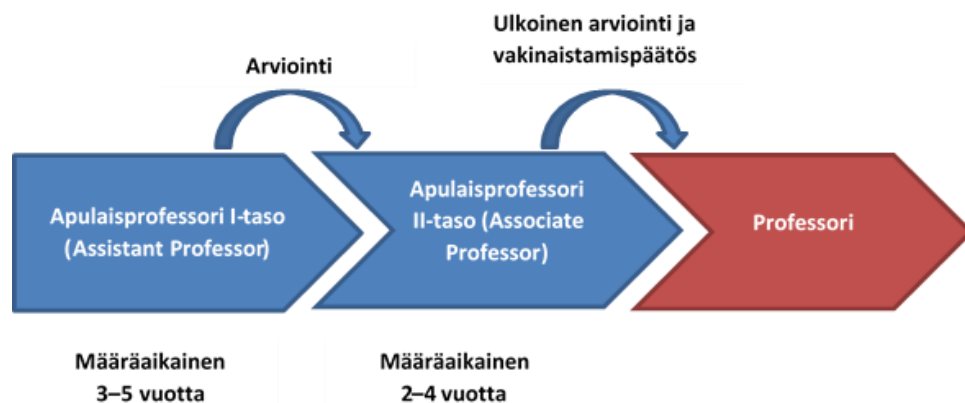 Arviointi
Ulkoinen arviointi ja
vakinaistamispäätös
Apulaisprofessori I-taso
(Assistant Professor)
Apulaisprofessori
II-taso (Associate
Professor)
Professori
Määräaikainen
3–5 vuotta
Määräaikainen
2–4 vuotta